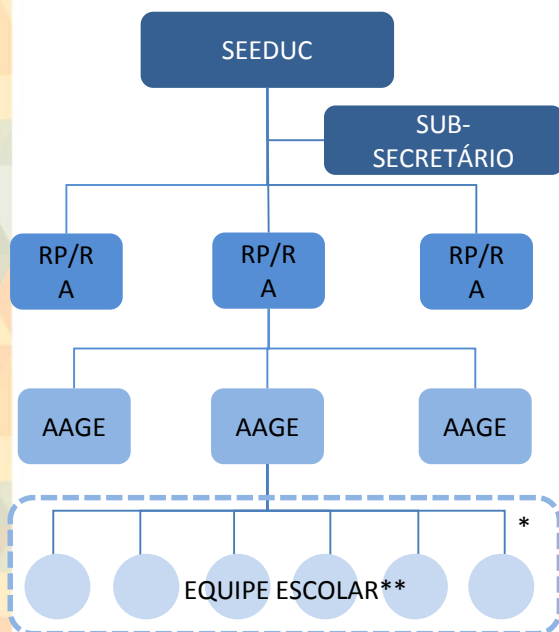 SEEDUC
SUB-
SECRETÁRIO
RP/R
A
RP/R
A
RP/R
A
AAGE
AAGE
AAGE
*
EQUIPE ESCOLAR**